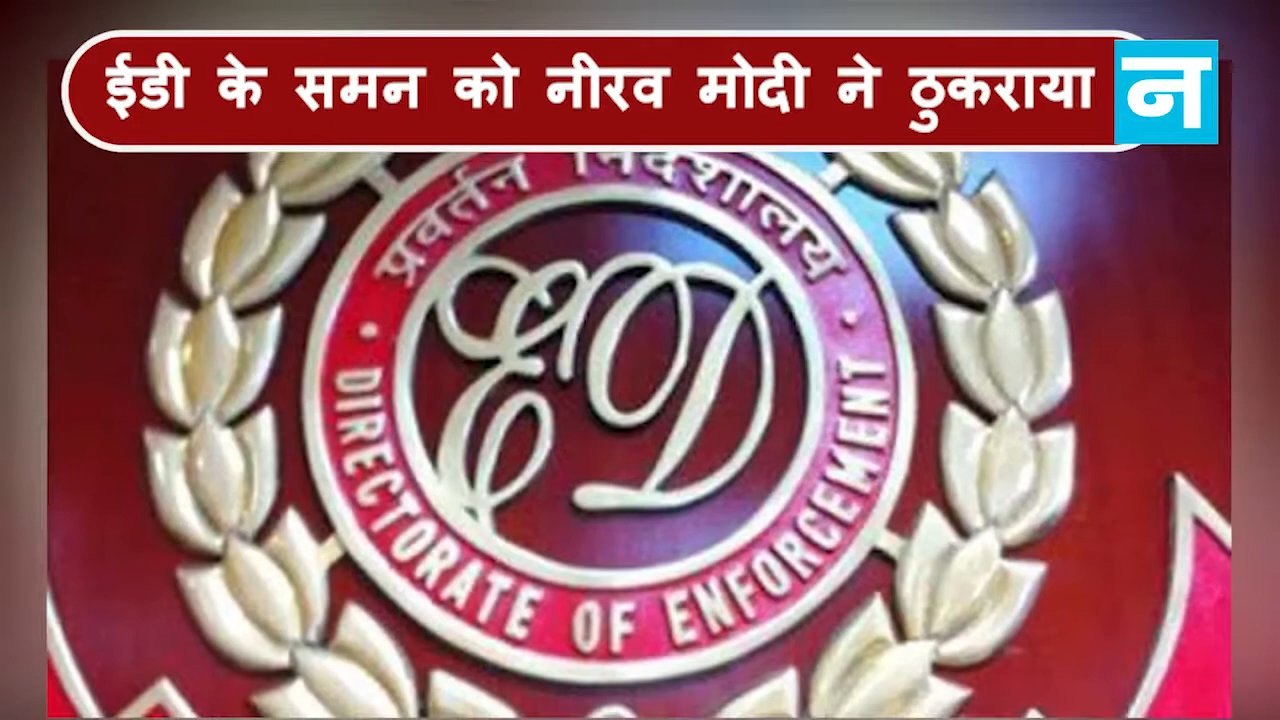 ईडी के समन को नीरव मोदी ने ठुकराया
न
प्रवर्तन निदेशालय
ED
DIRECTORATE OF ENFORCEMENT